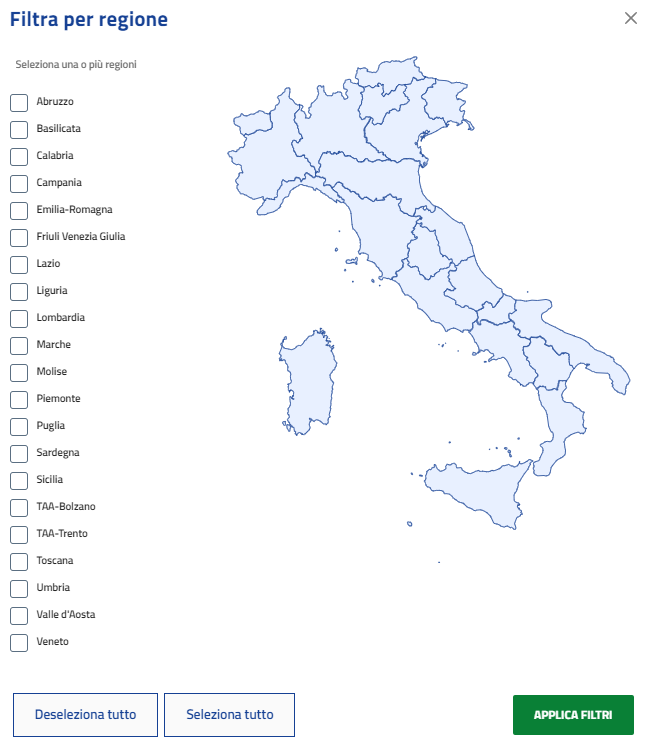 Filtra per regione
Seleziona una o più regioni
Abruzzo
Basilicata
Calabria
Campania
Emilia-Romagna
Friuli Venezia Giulia
Lazio
Liguria
Lombardia
Marche
Molise
Piemonte
Puglia
Sardegna
Sicilia
TAA-Bolzano
TAA-Trento
Toscana
Umbria
Valle d'Aosta
Veneto
Deseleziona tutto
Seleziona tutto
APPLICA FILTRI